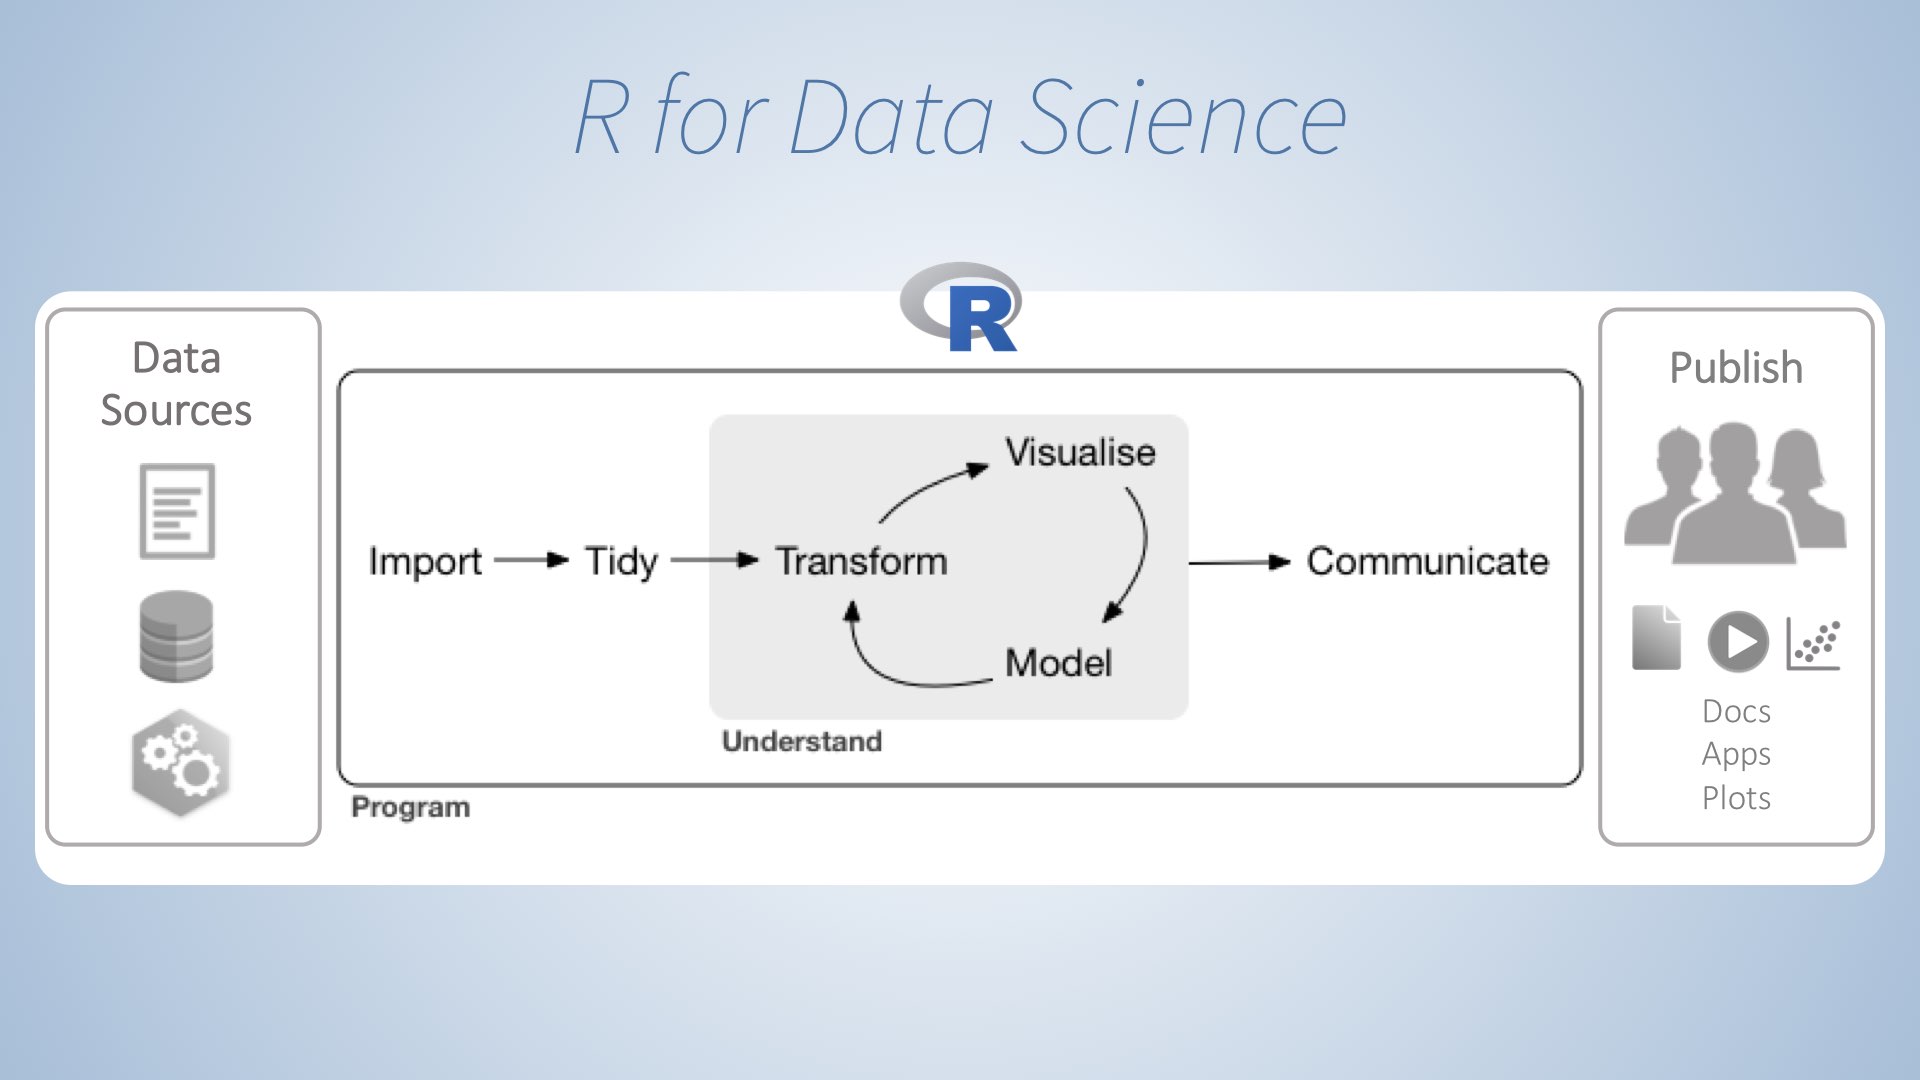 R for Data Science
R
Data
Sources
Import
Tidy
Transform
Visualise
Model
Communicate
Understand
Program
Publish
Docs
Apps
Plots